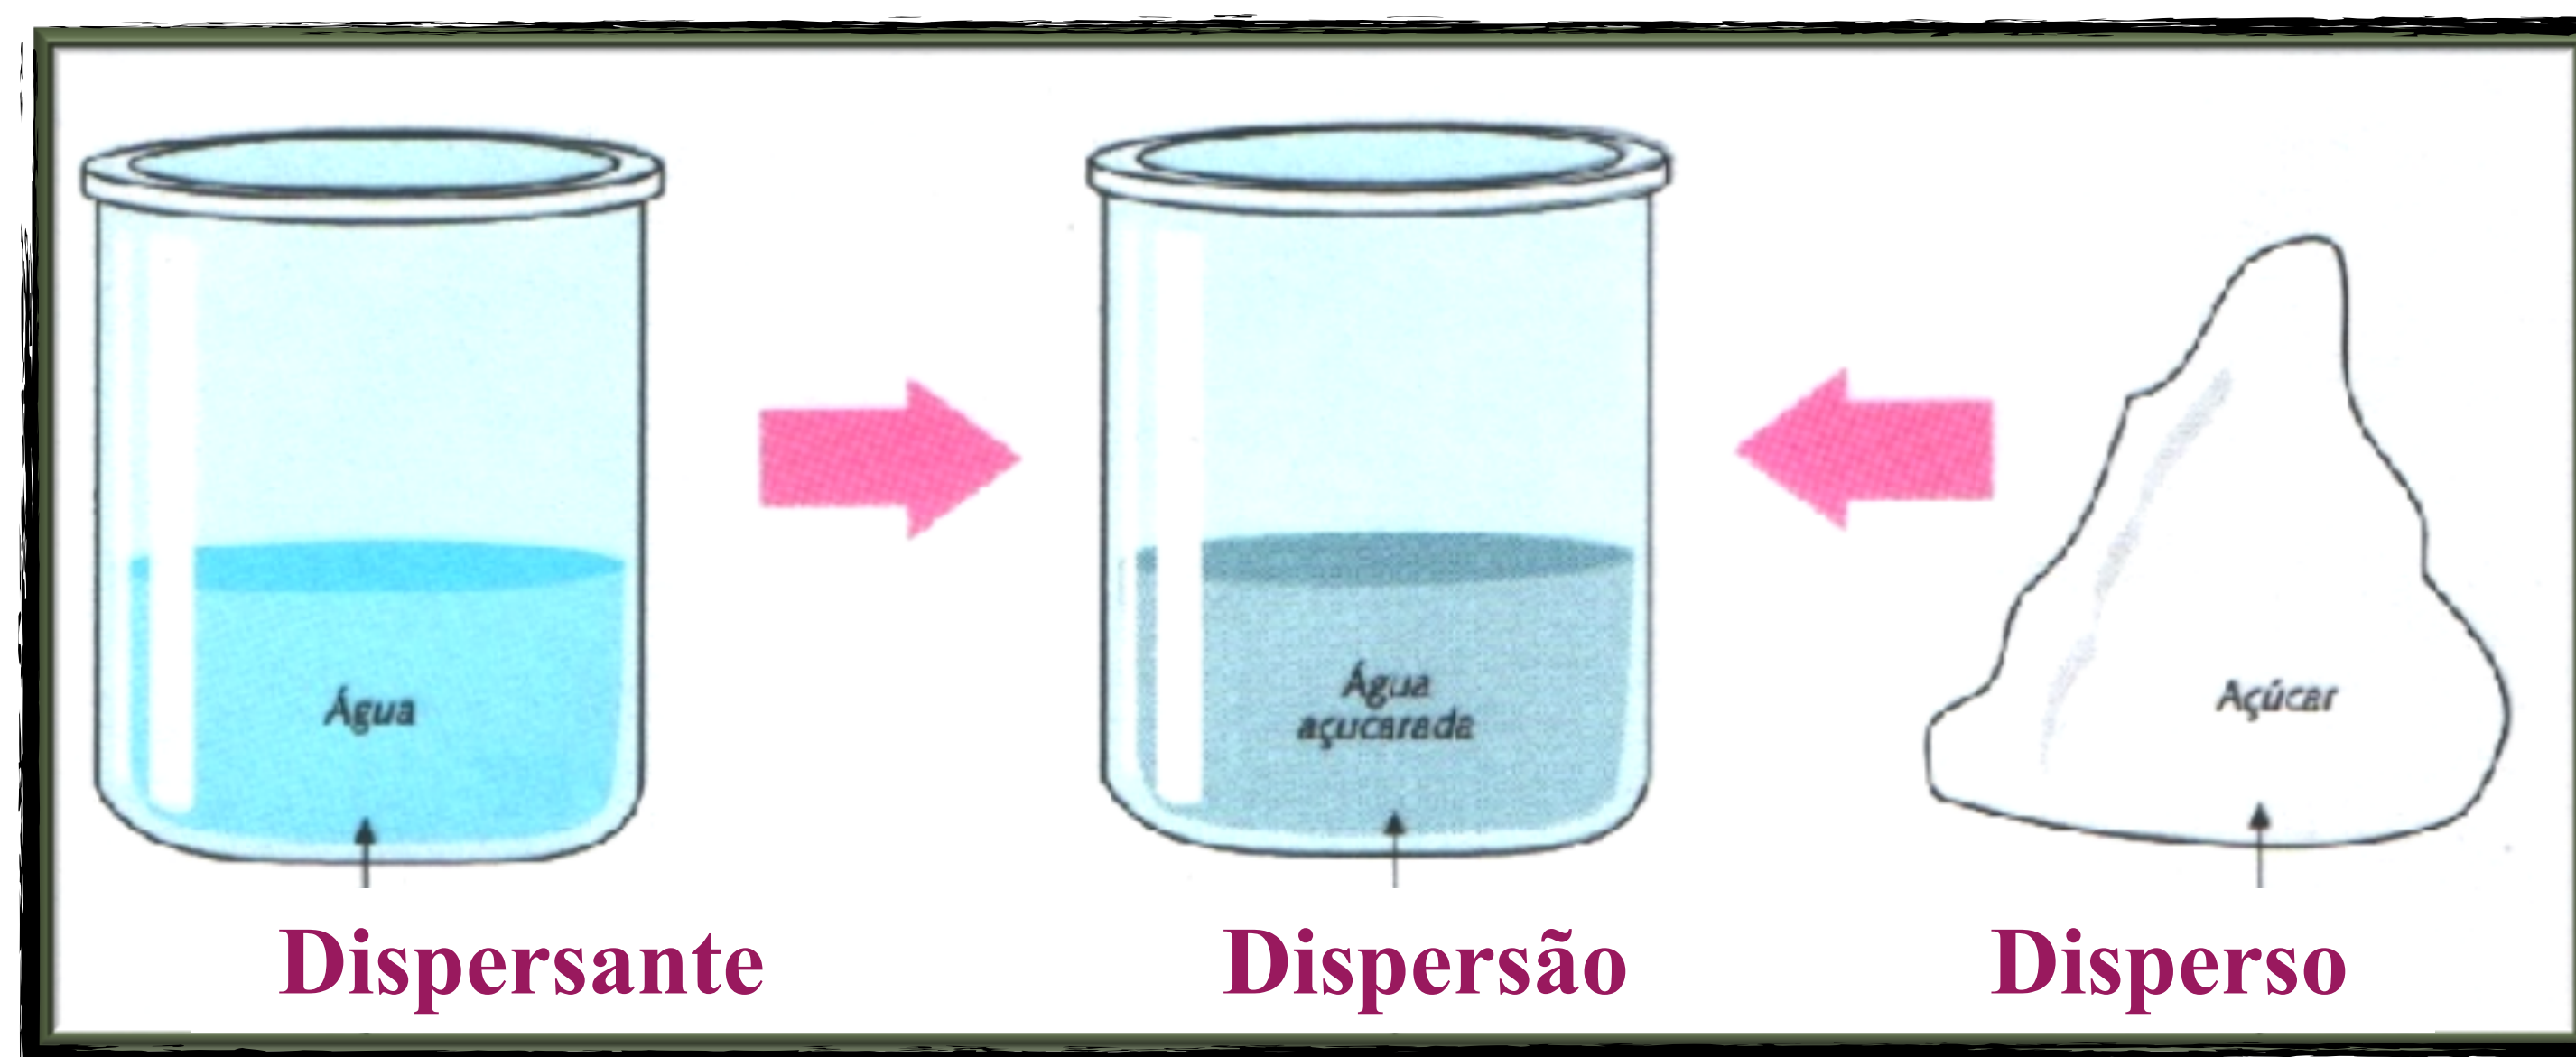 Água
Água
açucarada
Açúcar
Dispersante
Dispersão
Disperso